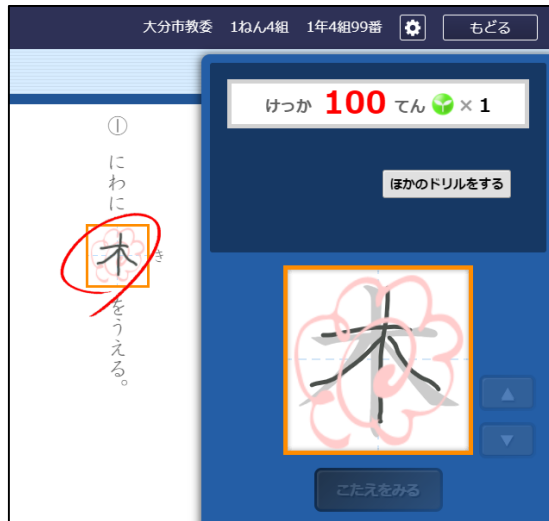 大分市教委 1ねん4組 1年4組99番 もどる
けっか 100 てん × 1
ほかのドリルをする
① にわに木をうえる。
き
木
▲
▼
こたえをみる